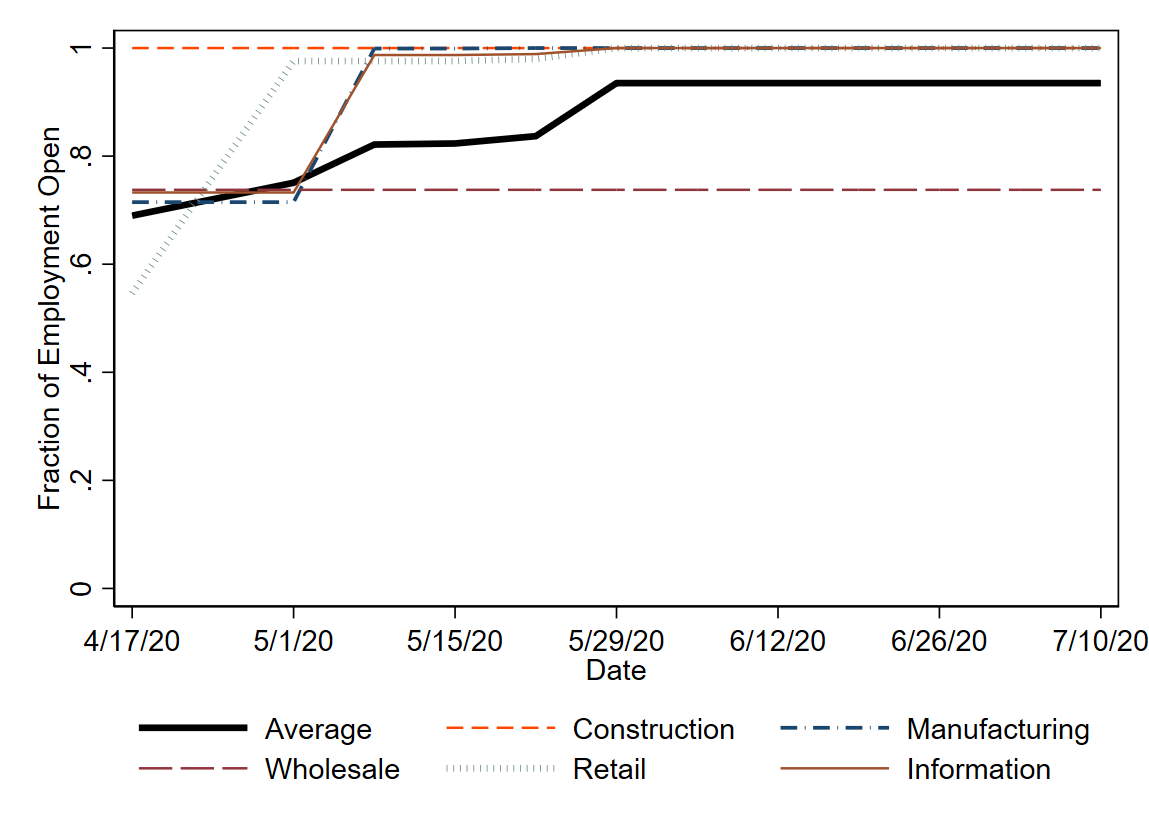 Fraction of Employment Open
1
.8
.6
.4
.2
0
4/17/20 5/1/20 5/15/20 5/29/20 6/12/20 6/26/20 7/10/20
Date
Average Construction Manufacturing
Wholesale Retail Information